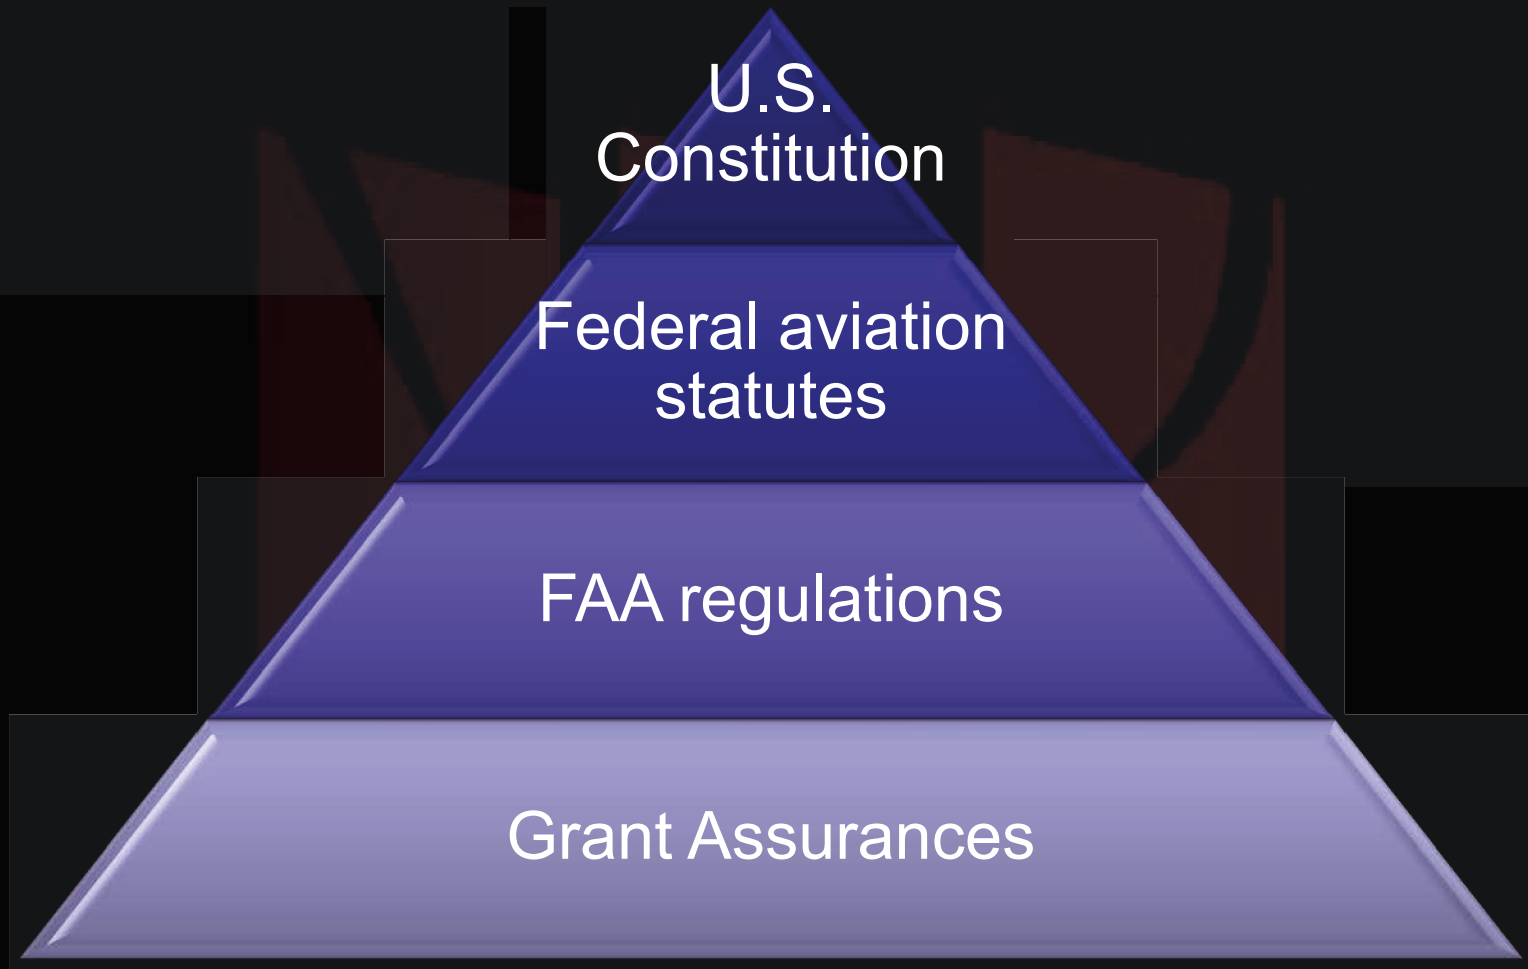 U.S.
Constitution
Federal aviation
statutes
FAA regulations
Grant Assurances